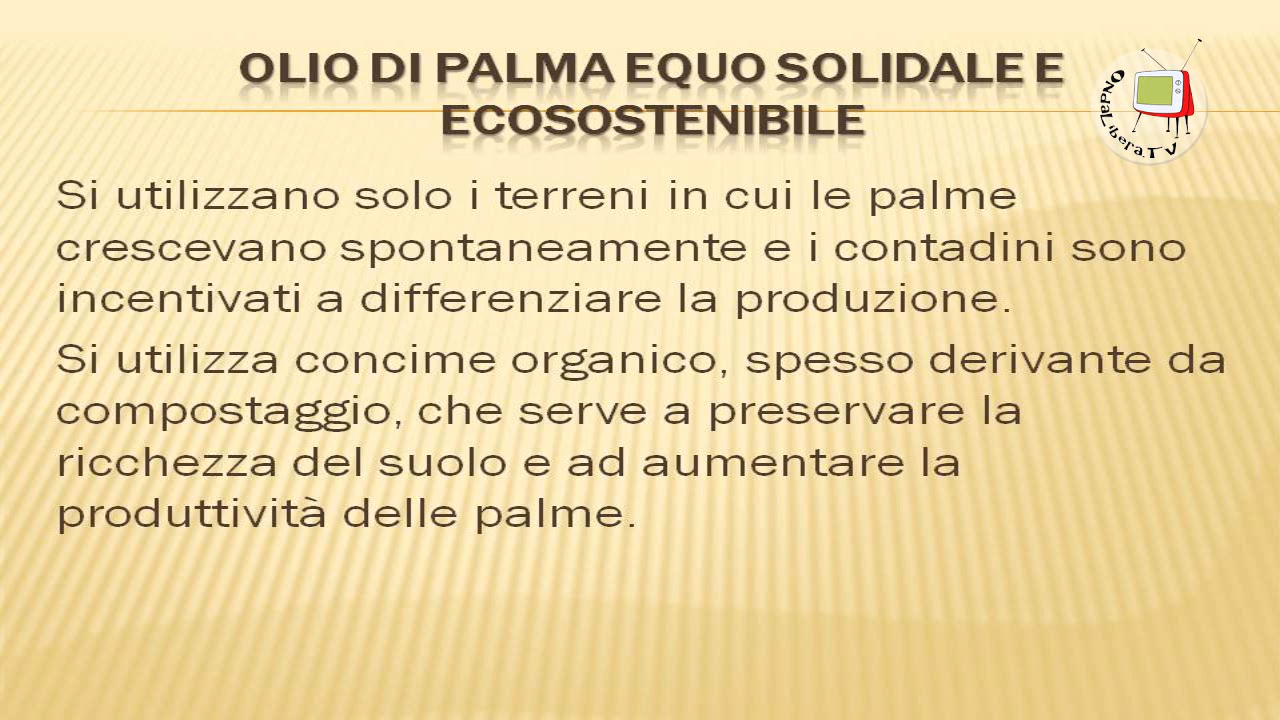 OLIO DI PALMA EQUO SOLIDALE E
ECOSOSTENIBILE
OndaLibera.TV
Si utilizzano solo i terreni in cui le palme
crescevano spontaneamente e i contadini sono
incentivati a differenziare la produzione.
Si utilizza concime organico, spesso derivante da
compostaggio, che serve a preservare la
ricchezza del suolo e ad aumentare la
produttività delle palme.